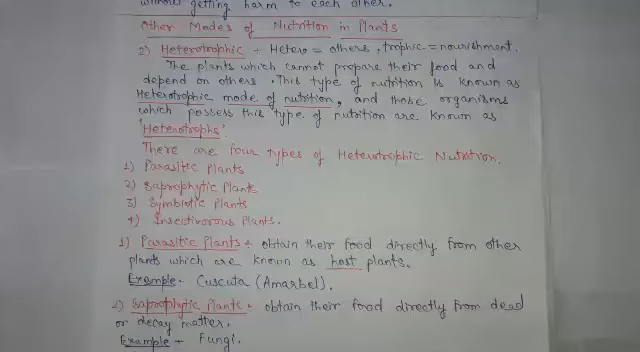 without getting harm to each other.
Other Modes of Nutrition in Plants
2) Heterotrophic ÷ Hetero = others, trophic = nourishment.
The plants which cannot prepare their food and
depend on others. This type of nutrition is known as
Heterotrophic mode of nutrition, and those organisms
which possess this type of nutrition are known as
'Heterotrophs'
There are four types of Heterotrophic Nutrition.
1) Parasitic Plants
2) Saprophytic Plants
3) Symbiotic Plants
4) Insectivorous Plants.
1) Parasitic Plants ÷ obtain their food directly from other
plants which are known as host plants.
Example- Cuscuta (Amarbel).
2) Saprophytic Plants- obtain their food directly from dead
or decay matter.
Example ÷ Fungi.